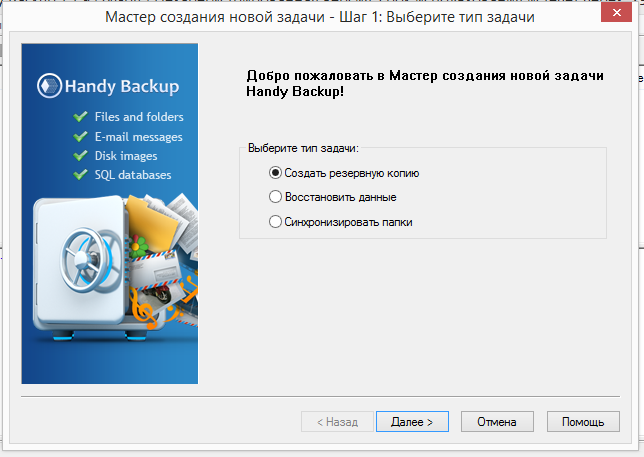 Мастер создания новой задачи - Шаг 1: Выберите тип задачи
Handy Backup
Files and folders
E-mail messages
Disk images
SQL databases
Добро пожаловать в Мастер создания новой задачи
Handy Backup!
Выберите тип задачи:
Создать резервную копию
Восстановить данные
Синхронизировать папки
< Назад
Далее >
Отмена
Помощь